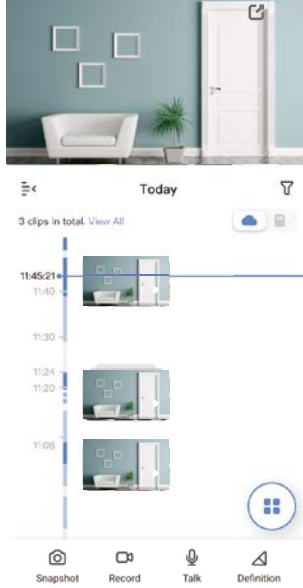 Today
3 clips in total. View All
11:45:21
11:40
11:30
11:24
11:20
11:08
Snapshot Record Talk Definition